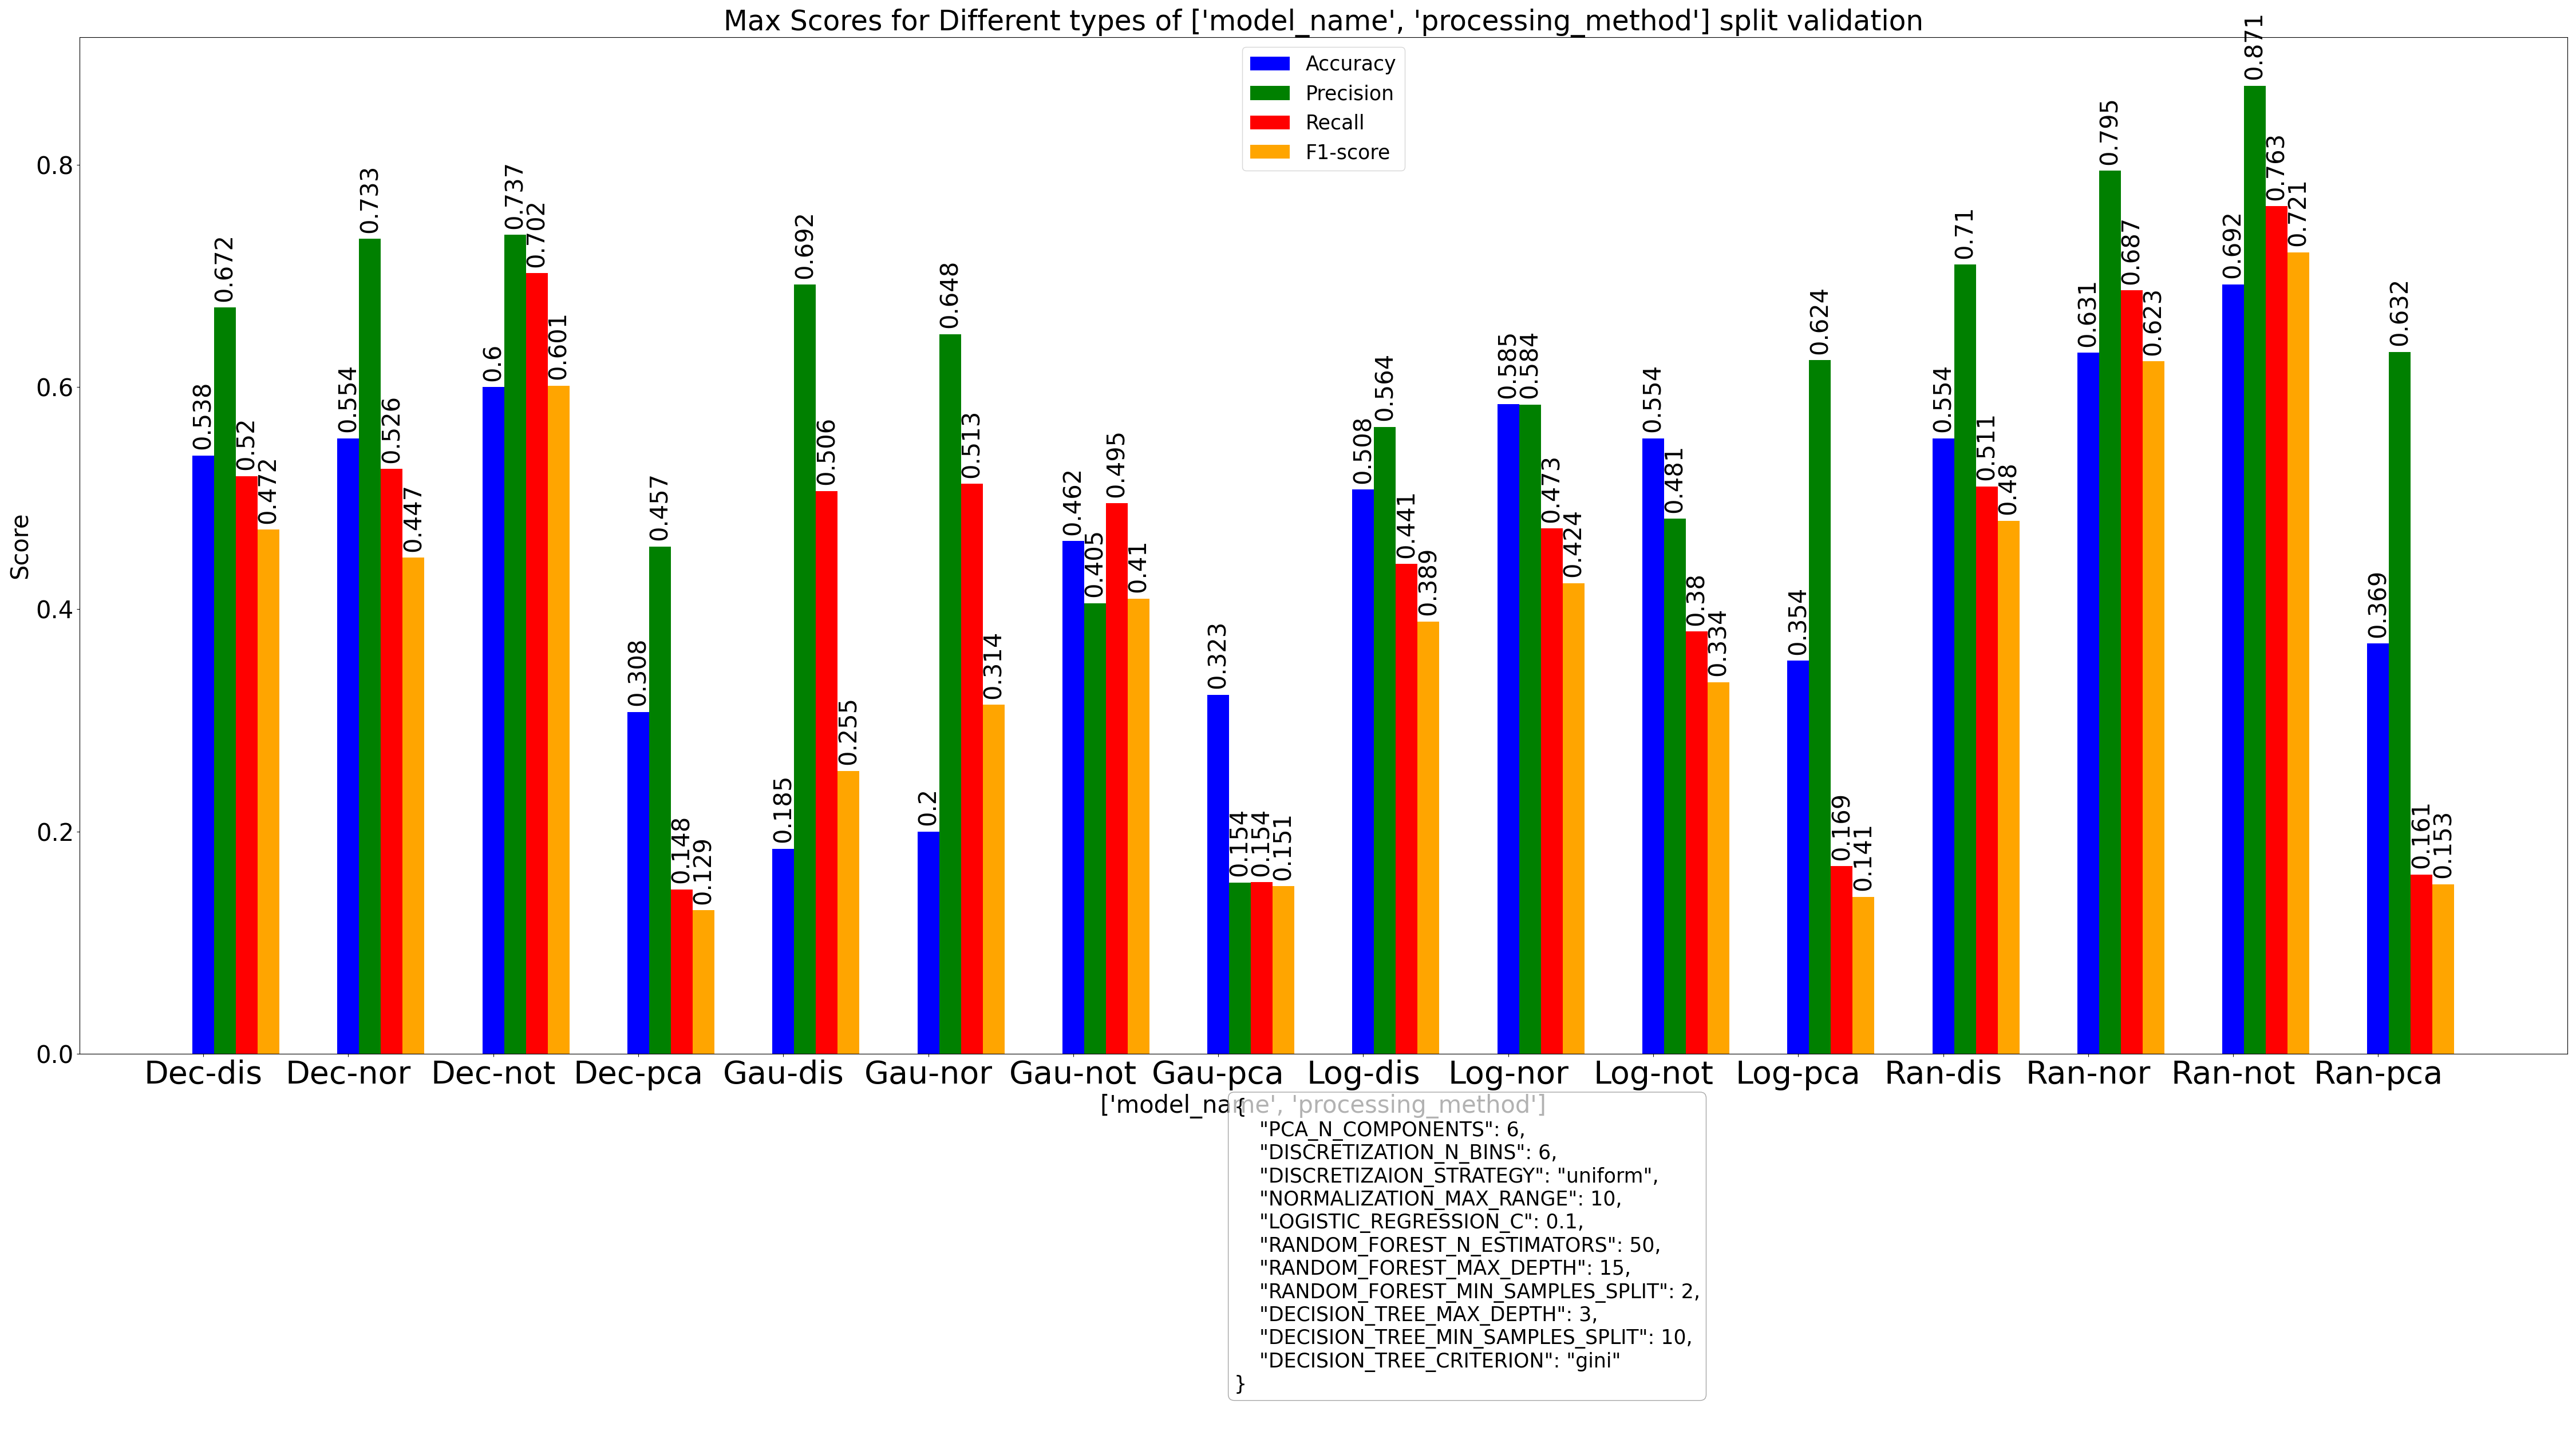 Max Scores for Different types of ['model_name', 'processing_method'] split validation
Accuracy
Precision
Recall
F1-score
Score
0.8
0.6
0.4
0.2
0.0
0.538 0.672 0.52 0.472
0.554 0.733 0.526 0.447
0.6 0.737 0.702 0.601
0.308 0.457 0.148 0.129
0.185 0.692 0.506 0.255
0.2 0.648 0.513 0.314
0.462 0.405 0.495 0.41
0.323 0.154 0.154 0.151
0.508 0.564 0.441 0.389
0.585 0.584 0.473 0.424
0.554 0.481 0.38 0.334
0.354 0.624 0.169 0.141
0.554 0.71 0.511 0.48
0.631 0.795 0.687 0.623
0.692 0.871 0.763 0.721
0.369 0.632 0.161 0.153
Dec-dis Dec-nor Dec-not Dec-pca Gau-dis Gau-nor Gau-not Gau-pca Log-dis Log-nor Log-not Log-pca Ran-dis Ran-nor Ran-not Ran-pca
['model_name', 'processing_method']
{
"PCA_N_COMPONENTS": 6,
"DISCRETIZATION_N_BINS": 6,
"DISCRETIZAION_STRATEGY": "uniform",
"NORMALIZATION_MAX_RANGE": 10,
"LOGISTIC_REGRESSION_C": 0.1,
"RANDOM_FOREST_N_ESTIMATORS": 50,
"RANDOM_FOREST_MAX_DEPTH": 15,
"RANDOM_FOREST_MIN_SAMPLES_SPLIT": 2,
"DECISION_TREE_MAX_DEPTH": 3,
"DECISION_TREE_MIN_SAMPLES_SPLIT": 10,
"DECISION_TREE_CRITERION": "gini"
}